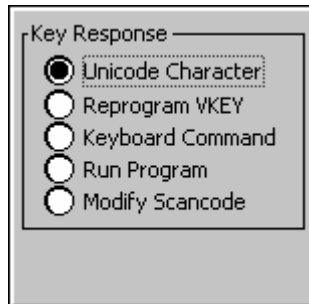 Key Response
Unicode Character
Reprogram VKEY
Keyboard Command
Run Program
Modify Scancode